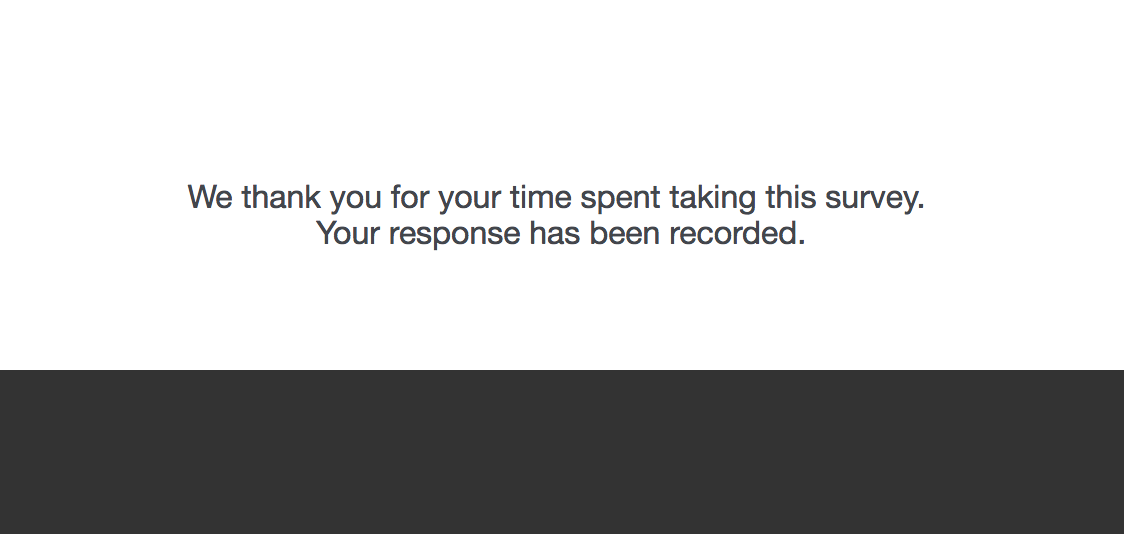 We thank you for your time spent taking this survey.
Your response has been recorded.